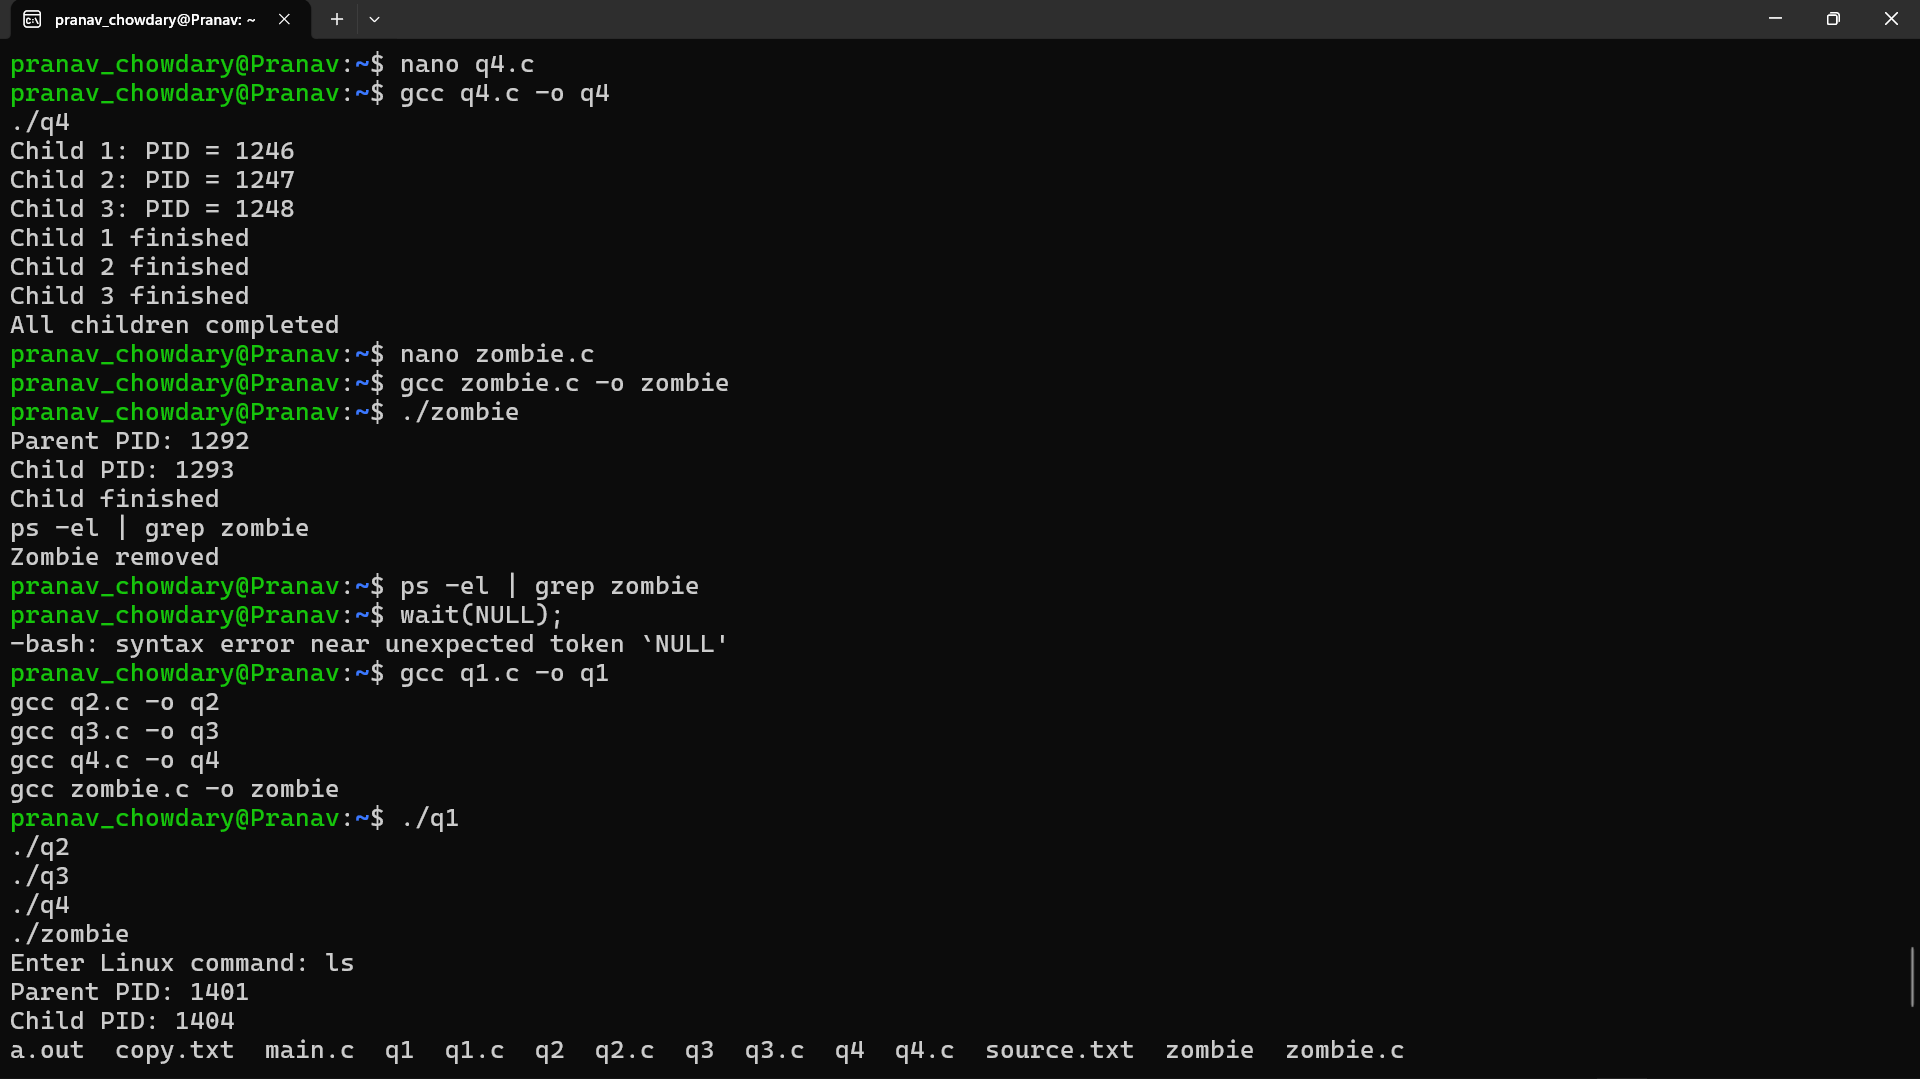 pranav_chowdary@Pranav: ~
pranav_chowdary@Pranav:~$ nano q4.c
pranav_chowdary@Pranav:~$ gcc q4.c -o q4
./q4
Child 1: PID = 1246
Child 2: PID = 1247
Child 3: PID = 1248
Child 1 finished
Child 2 finished
Child 3 finished
All children completed
pranav_chowdary@Pranav:~$ nano zombie.c
pranav_chowdary@Pranav:~$ gcc zombie.c -o zombie
pranav_chowdary@Pranav:~$ ./zombie
Parent PID: 1292
Child PID: 1293
Child finished
ps -el | grep zombie
Zombie removed
pranav_chowdary@Pranav:~$ ps -el | grep zombie
pranav_chowdary@Pranav:~$ wait(NULL);
-bash: syntax error near unexpected token `NULL'
pranav_chowdary@Pranav:~$ gcc q1.c -o q1
gcc q2.c -o q2
gcc q3.c -o q3
gcc q4.c -o q4
gcc zombie.c -o zombie
pranav_chowdary@Pranav:~$ ./q1
./q2
./q3
./q4
./zombie
Enter Linux command: ls
Parent PID: 1401
Child PID: 1404
a.out  copy.txt  main.c  q1  q1.c  q2  q2.c  q3  q3.c  q4  q4.c  source.txt  zombie  zombie.c